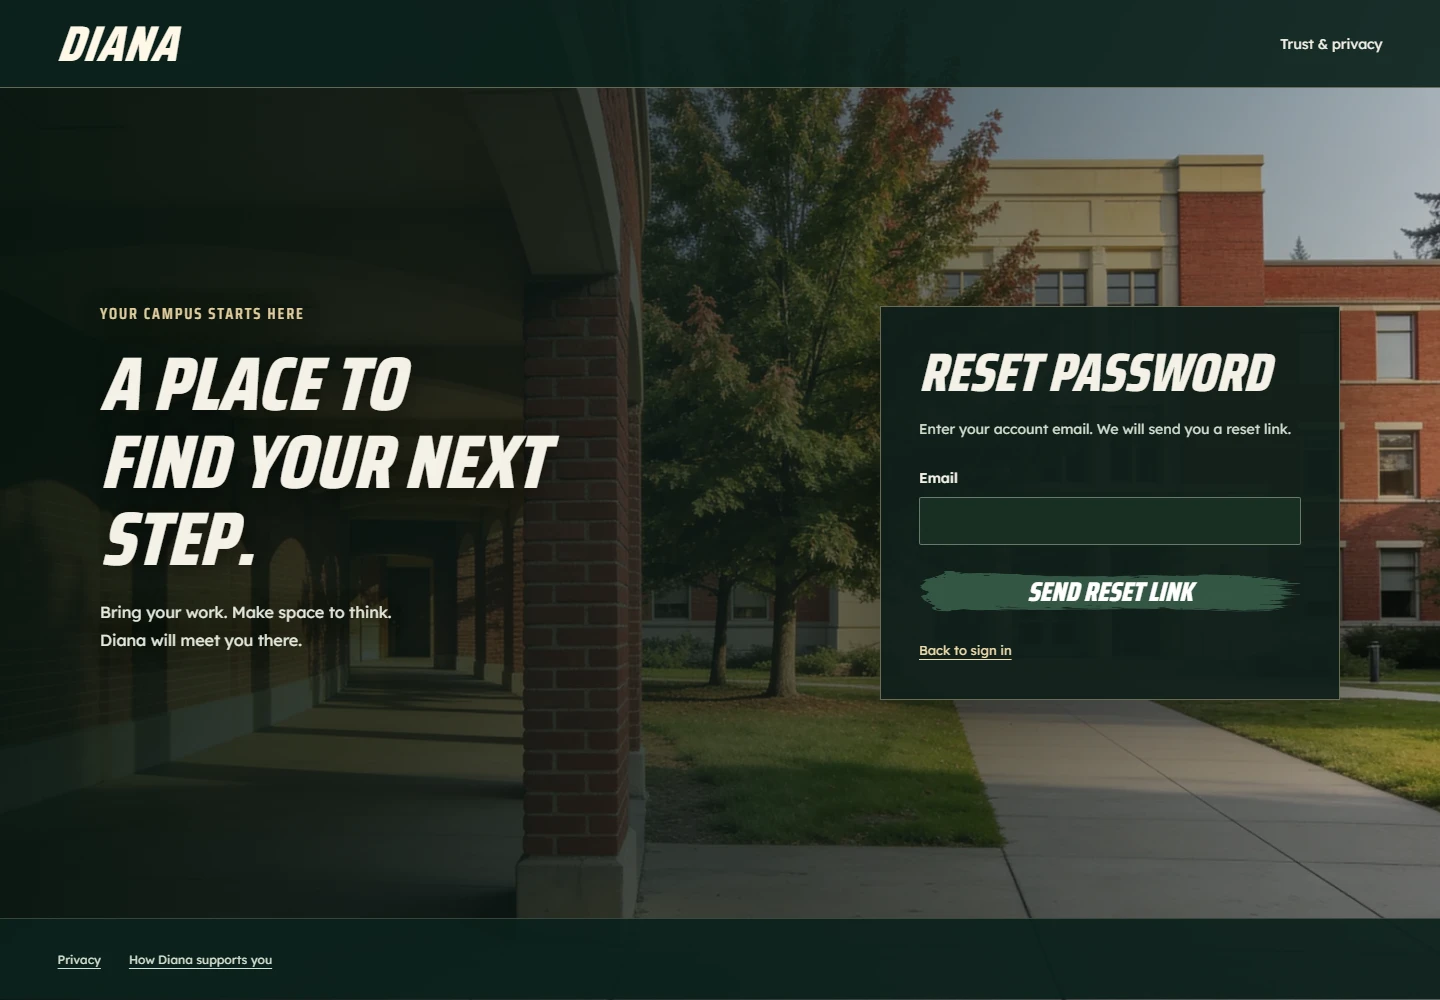 DIANA
Trust & privacy
YOUR CAMPUS STARTS HERE
A PLACE TO
FIND YOUR NEXT
STEP.
Bring your work. Make space to think.
Diana will meet you there.
RESET PASSWORD
Enter your account email. We will send you a reset link.
Email
SEND RESET LINK
Back to sign in
Privacy
How Diana supports you